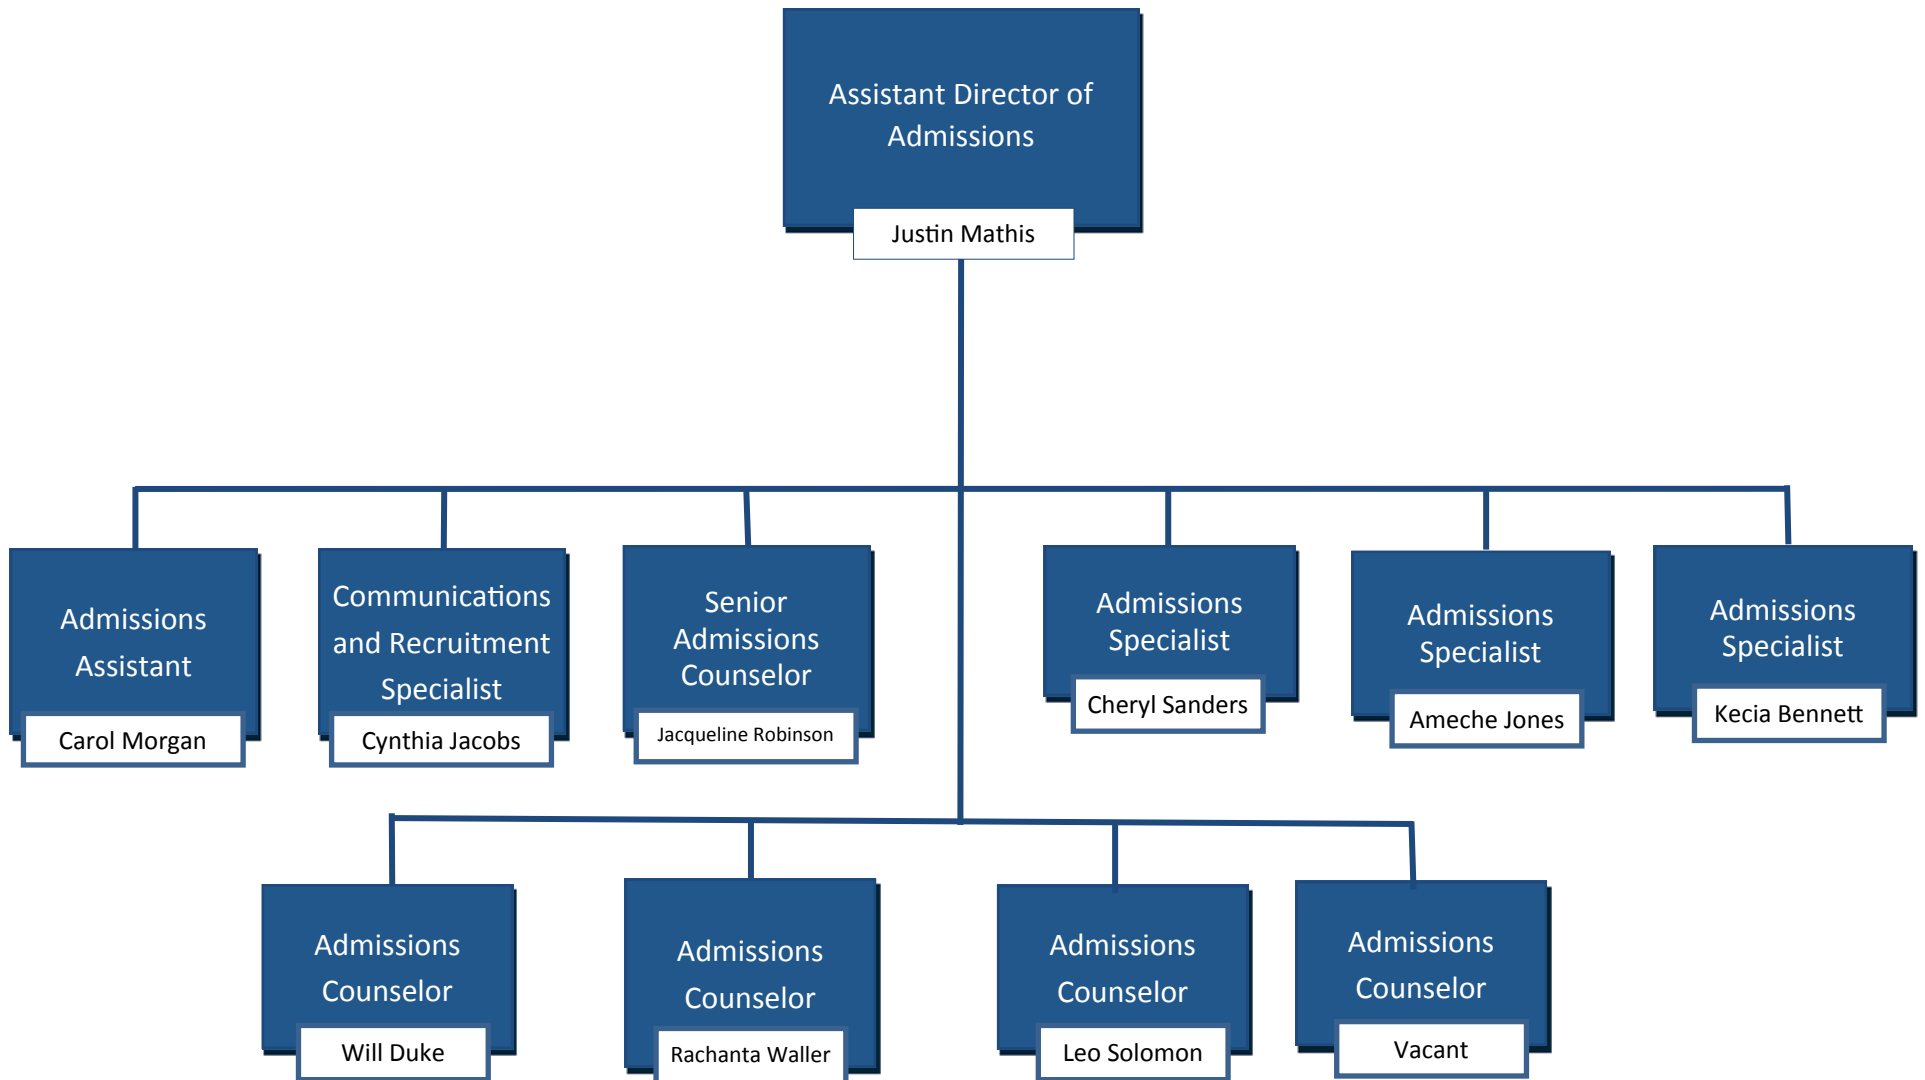 Assistant Director of
Admissions
Justin Mathis
Admissions
Assistant
Carol Morgan
Communications
and Recruitment
Specialist
Cynthia Jacobs
Senior
Admissions
Counselor
Jacqueline Robinson
Admissions
Specialist
Cheryl Sanders
Admissions
Specialist
Ameche Jones
Admissions
Specialist
Kecia Bennett
Admissions
Counselor
Will Duke
Admissions
Counselor
Rachanta Waller
Admissions
Counselor
Leo Solomon
Admissions
Counselor
Vacant